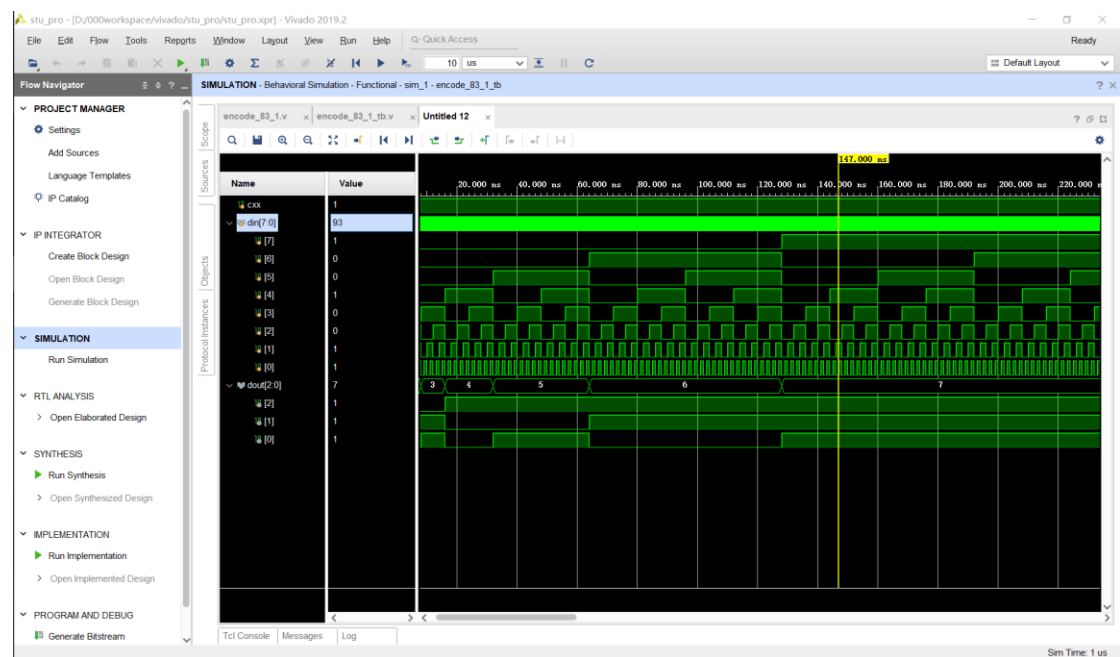 stu_pro - [D:/000workspace/vivado/stu_pro/stu_pro.xpr] - Vivado 2019.2
File Edit Flow Tools Reports Window Layout View Run Help Q- Quick Access Ready
10 us Default Layout
Flow Navigator SIMULATION - Behavioral Simulation - Functional - sim_1 - encode_83_1_tb
PROJECT MANAGER
Settings
Add Sources
Language Templates
IP Catalog
IP INTEGRATOR
Create Block Design
Open Block Design
Generate Block Design
SIMULATION
Run Simulation
RTL ANALYSIS
Open Elaborated Design
SYNTHESIS
Run Synthesis
Open Synthesized Design
IMPLEMENTATION
Run Implementation
Open Implemented Design
PROGRAM AND DEBUG
Generate Bitstream
Scope
Sources
Objects
Protocol Instances
encode_83_1.v encode_83_1_tb.v Untitled 12
147.000 ns
Name Value 20.000 ns 40.000 ns 60.000 ns 80.000 ns 100.000 ns 120.000 ns 140.000 ns 160.000 ns 180.000 ns 200.000 ns 220.000 n
cxx 1
din[7:0] 93
[7] 1
[6] 0
[5] 0
[4] 1
[3] 0
[2] 0
[1] 1
[0] 1
dout[2:0] 7 3 4 5 6 7
[2] 1
[1] 1
[0] 1
Tcl Console Messages Log
Sim Time: 1 us